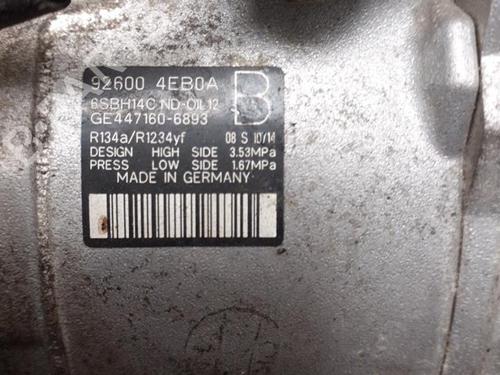 92600 4EB0A
B
6SBH14C ND-OIL 12
GE447160-6893
R134a/R1234yf 08 S 10/14
DESIGN HIGH SIDE 3.53MPa
PRESS LOW SIDE 1.67MPa
MADE IN GERMANY